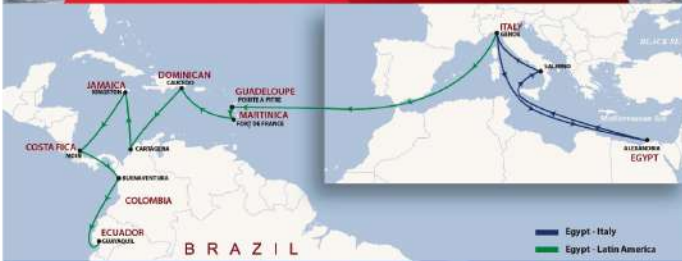 ITALY
GENOA
BLACK SEA
SALERNO
DOMINICAN
CAUCEDO
JAMAICA
KINGSTON
GUADELOUPE
POINTE A PITRE
MARTINICA
FORT DE FRANCE
Mediterranean Sea
ALEXANDRIA
EGYPT
COSTA RICA
MOIN
CARTAGENA
BUENAVENTURA
COLOMBIA
ECUADOR
GUAYAQUIL
BRAZIL
Egypt - Italy
Egypt - Latin America